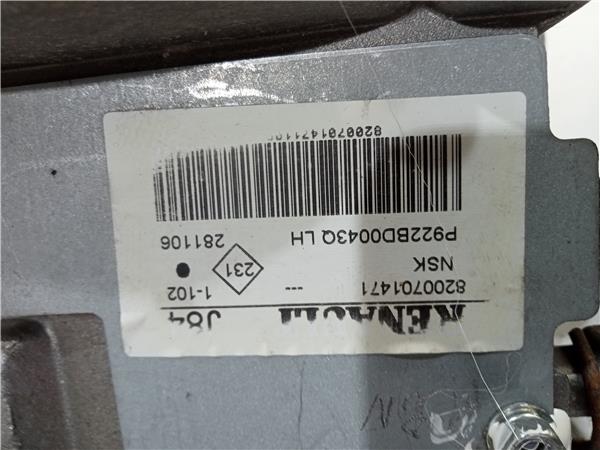 RENAULT J84
8200701471 --- 1-102
NSK 231
P922BD0043Q LH 281106